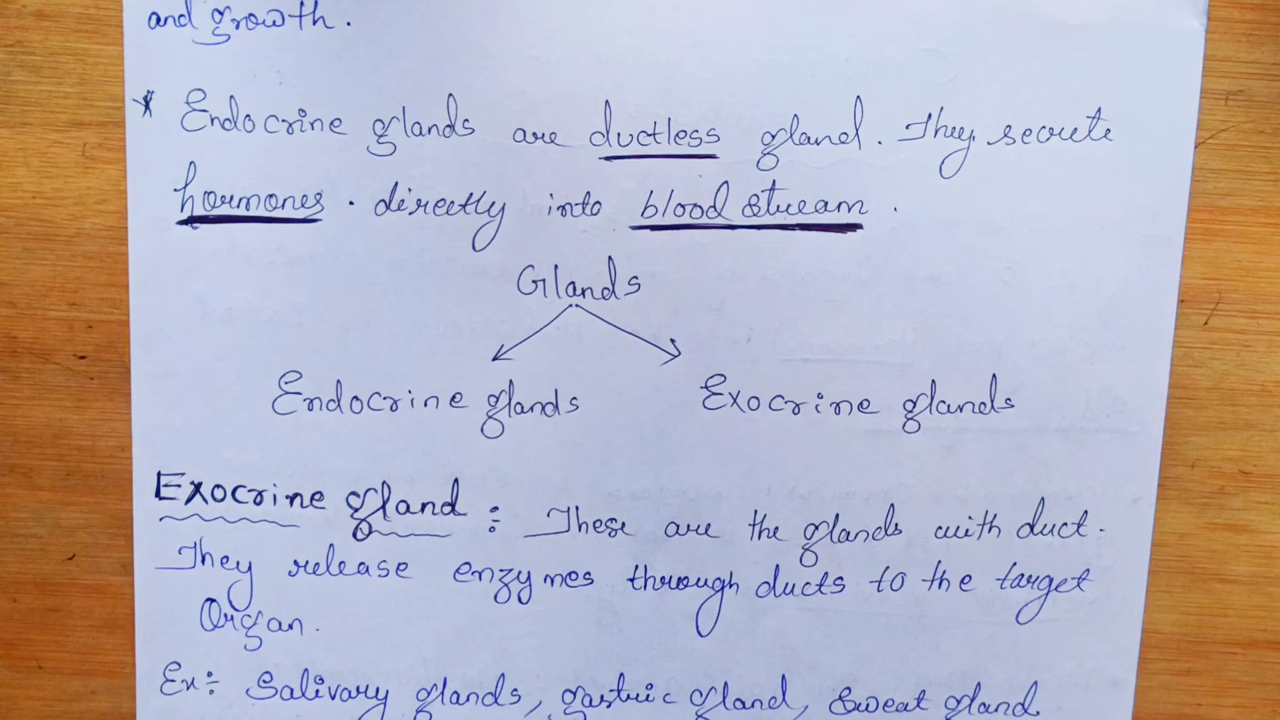 and growth.
* Endocrine glands are ductless gland. They secrete
hormones. directly into blood stream.
Glands
Endocrine glands Exocrine glands
Exocrine gland : These are the glands with duct.
They release enzymes through ducts to the target
Organ.
Ex: Salivary glands, gastric gland, Sweat gland